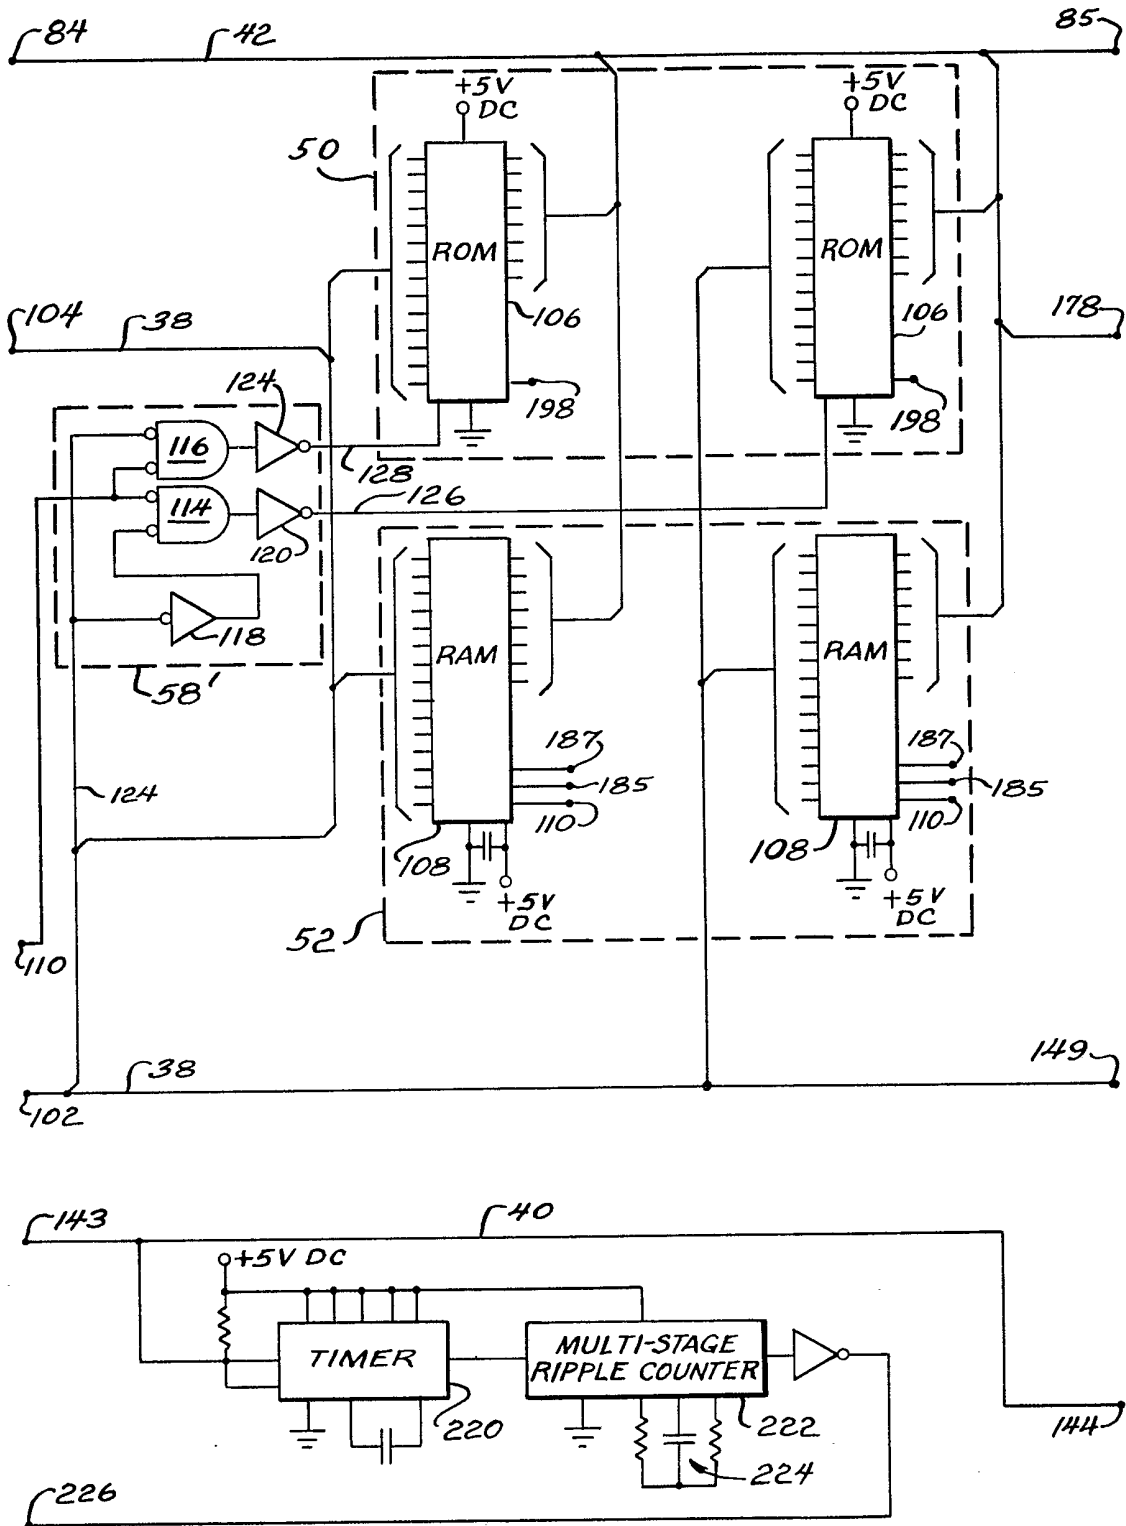 84
42
85
+5V
DC
+5V
DC
50
ROM
ROM
106
106
104
38
178
198
198
124
116
128
114
126
120
118
58'
RAM
RAM
187
185
110
187
185
110
124
108
108
+5V
DC
+5V
DC
52
110
38
149
102
143
40
+5V DC
TIMER
MULTI-STAGE
RIPPLE COUNTER
220
222
224
144
226